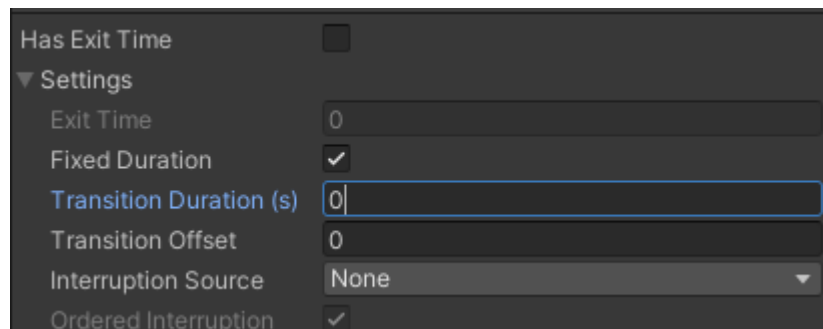 Has Exit Time
Settings
Exit Time 0
Fixed Duration
Transition Duration (s) 0
Transition Offset 0
Interruption Source None
Ordered Interruption